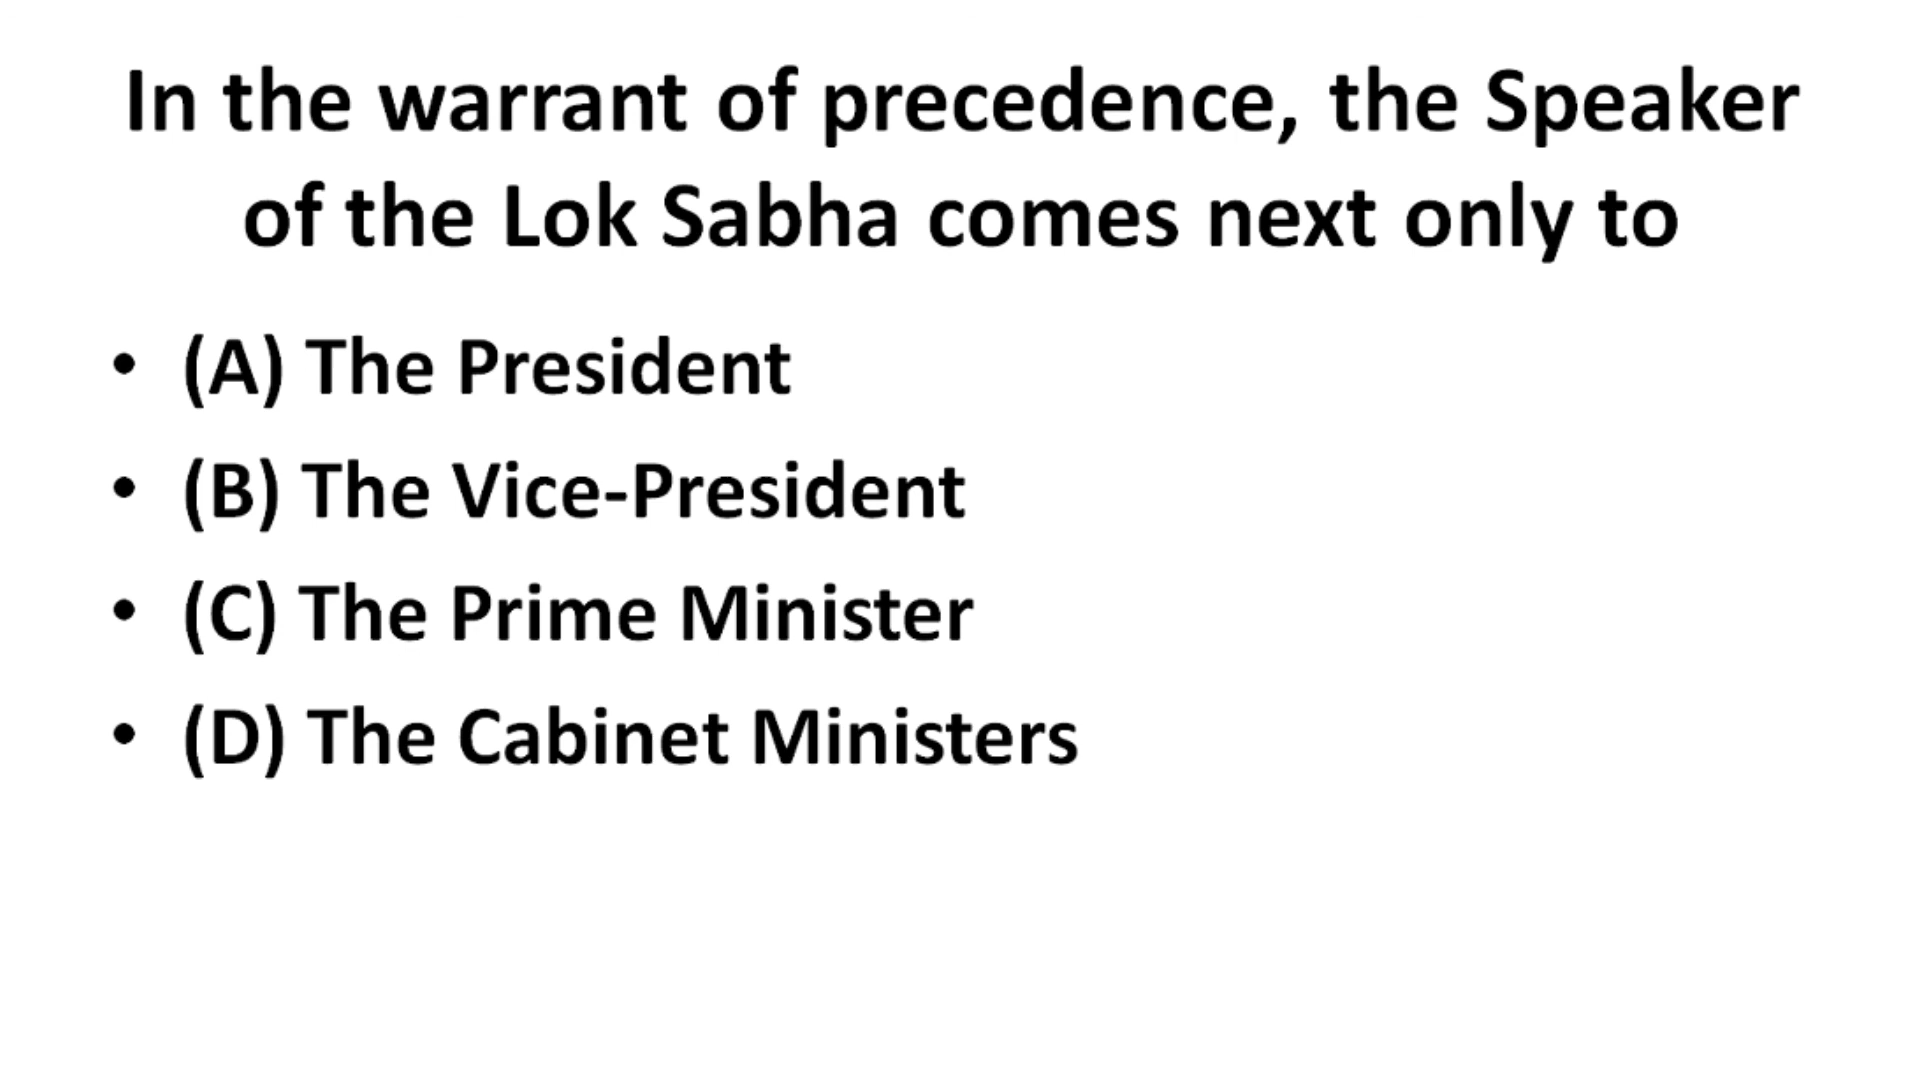 In the warrant of precedence, the Speaker
of the Lok Sabha comes next only to
• (A) The President
• (B) The Vice-President
• (C) The Prime Minister
• (D) The Cabinet Ministers